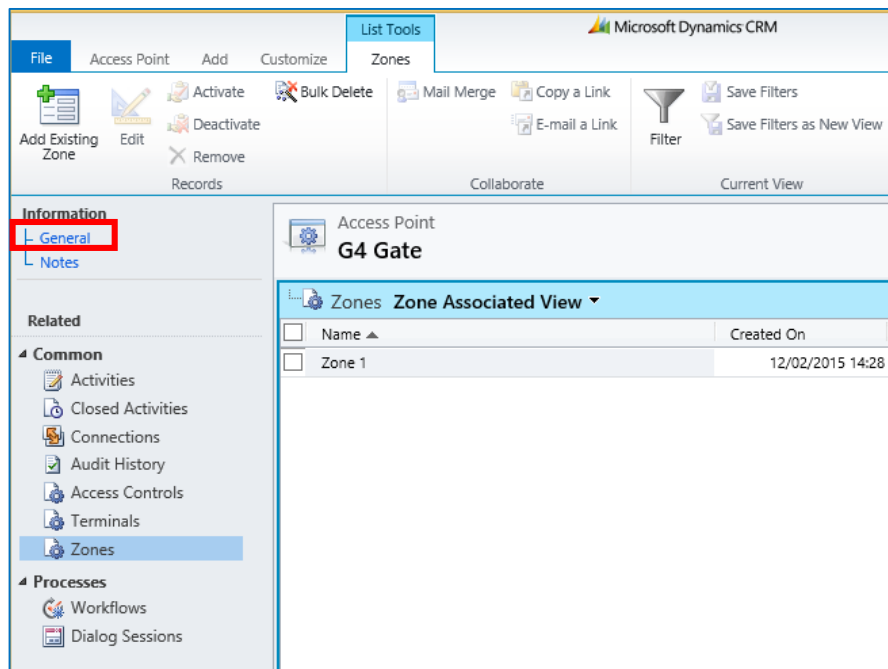 List Tools
Microsoft Dynamics CRM
File Access Point Add Customize Zones
Add Existing Zone
Edit
Activate
Deactivate
Remove
Bulk Delete
Records
Mail Merge
Copy a Link
E-mail a Link
Collaborate
Filter
Save Filters
Save Filters as New View
Current View
Information
General
Notes
Related
Common
Activities
Closed Activities
Connections
Audit History
Access Controls
Terminals
Zones
Processes
Workflows
Dialog Sessions
Access Point
G4 Gate
Zones Zone Associated View
Name Created On
Zone 1 12/02/2015 14:28